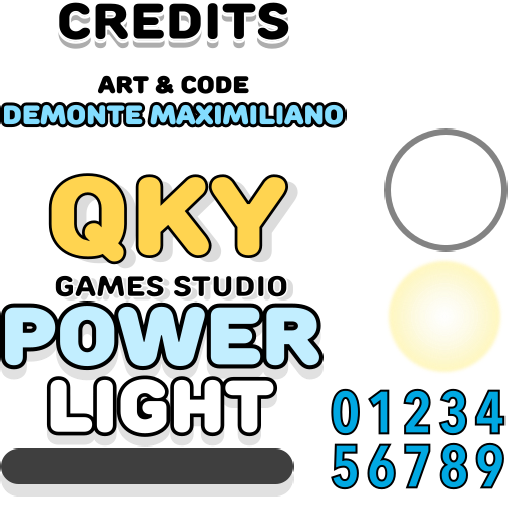 CREDITS
ART & CODE
DEMONTE MAXIMILIANO
QKY
GAMES STUDIO
POWER
LIGHT
01234
56789